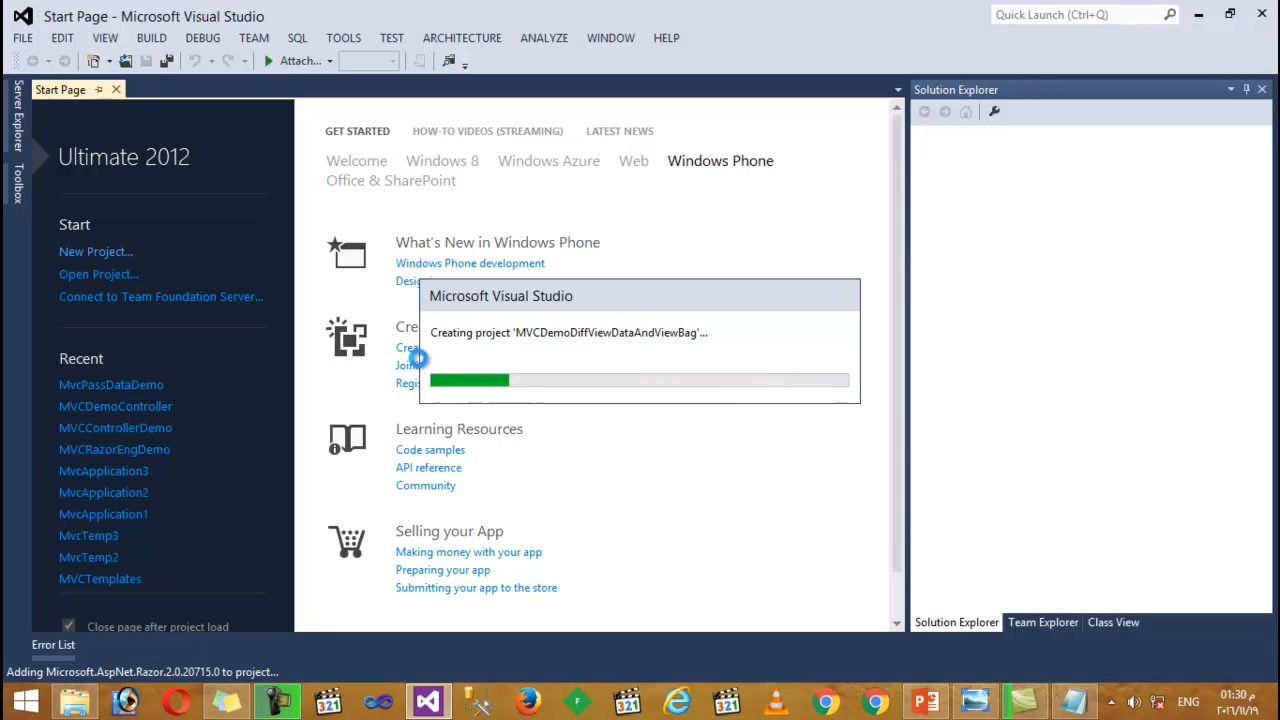 Start Page - Microsoft Visual Studio
Quick Launch (Ctrl+Q)
FILE EDIT VIEW BUILD DEBUG TEAM SQL TOOLS TEST ARCHITECTURE ANALYZE WINDOW HELP
Attach...
Server Explorer
Toolbox
Start Page
Ultimate 2012
Start
New Project...
Open Project...
Connect to Team Foundation Server...
Recent
MvcPassDataDemo
MVCDemoController
MVCControllerDemo
MVCRazorEngDemo
MvcApplication3
MvcApplication2
MvcApplication1
MvcTemp3
MvcTemp2
MVCTemplates
Close page after project load
GET STARTED HOW-TO VIDEOS (STREAMING) LATEST NEWS
Welcome Windows 8 Windows Azure Web Windows Phone
Office & SharePoint
What's New in Windows Phone
Windows Phone development
Microsoft Visual Studio
Creating project 'MVCDemoDiffViewDataAndViewBag'...
Learning Resources
Code samples
API reference
Community
Selling your App
Making money with your app
Preparing your app
Submitting your app to the store
Solution Explorer
Solution Explorer Team Explorer Class View
Error List
Adding Microsoft.AspNet.Razor.2.0.20715.0 to project...
321
321
321
ENG
01:30 م
٢٠١٦/١١/١٩